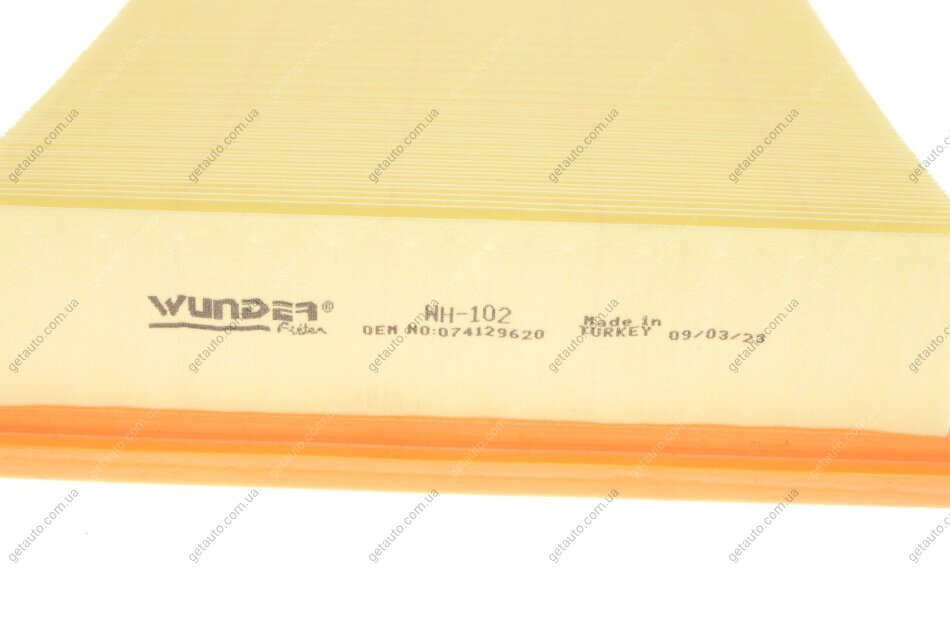 WUNDER®
Filter
WH-102
OEM NO:074129620
Made in
TURKEY 09/03/23
getauto.com.ua